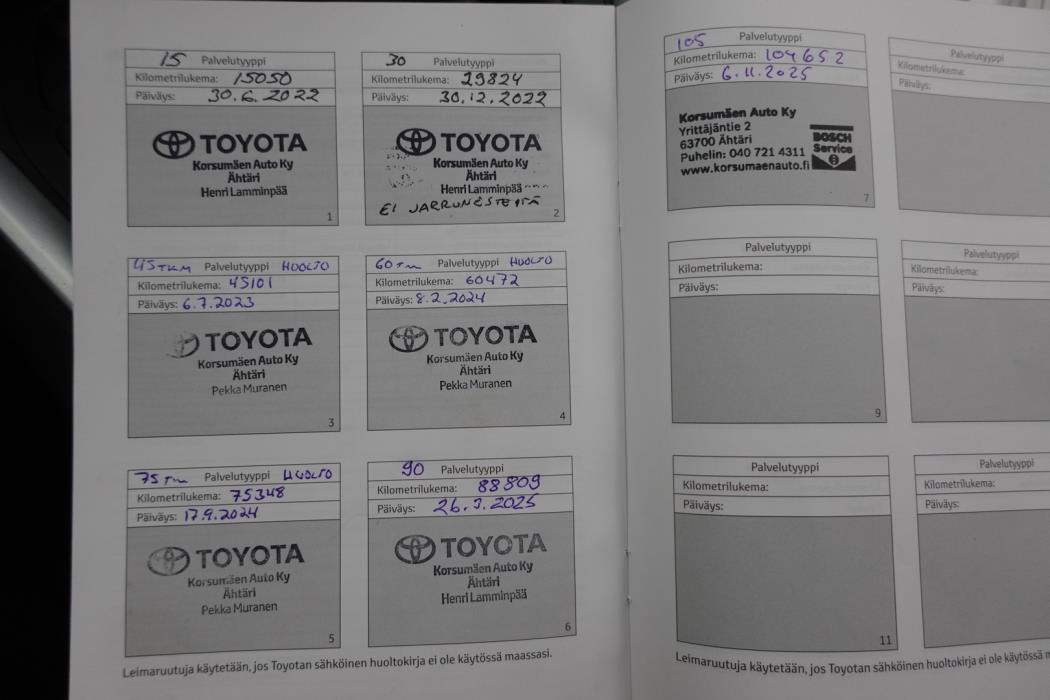 15 Palvelutyyppi
Kilometrilukema: 15050
Päiväys: 30.6.2022
TOYOTA
Korsumäen Auto Ky
Ähtäri
Henri Lamminpää
1
30 Palvelutyyppi
Kilometrilukema: 29824
Päiväys: 30.12.2022
TOYOTA
Korsumäen Auto Ky
Ähtäri
Henri Lamminpää
EI JARRUNESTEITÄ
2
45 TKM Palvelutyyppi HUOLTO
Kilometrilukema: 45101
Päiväys: 6.7.2023
TOYOTA
Korsumäen Auto Ky
Ähtäri
Pekka Muranen
3
60 Tm Palvelutyyppi HUOLTO
Kilometrilukema: 60472
Päiväys: 8.2.2024
TOYOTA
Korsumäen Auto Ky
Ähtäri
Pekka Muranen
4
75 Tm Palvelutyyppi HUOLTO
Kilometrilukema: 75348
Päiväys: 17.9.2024
TOYOTA
Korsumäen Auto Ky
Ähtäri
Pekka Muranen
5
90 Palvelutyyppi
Kilometrilukema: 88809
Päiväys: 26.3.2025
TOYOTA
Korsumäen Auto Ky
Ähtäri
Henri Lamminpää
6
Leimaruutuja käytetään, jos Toyotan sähköinen huoltokirja ei ole käytössä maassasi.
105 Palvelutyyppi
Kilometrilukema: 104652
Päiväys: 6.11.2025
Korsumäen Auto Ky
Yrittäjäntie 2
63700 Ähtäri
Puhelin: 040 721 4311
www.korsumaenauto.fi
BOSCH
Service
7
Palvelutyyppi
Kilometrilukema:
Päiväys:
Palvelutyyppi
Kilometrilukema:
Päiväys:
9
Palvelutyyppi
Kilometrilukema:
Päiväys:
Palvelutyyppi
Kilometrilukema:
Päiväys:
11
Palvelutyyppi
Kilometrilukema:
Päiväys:
Leimaruutuja käytetään, jos Toyotan sähköinen huoltokirja ei ole käytössä